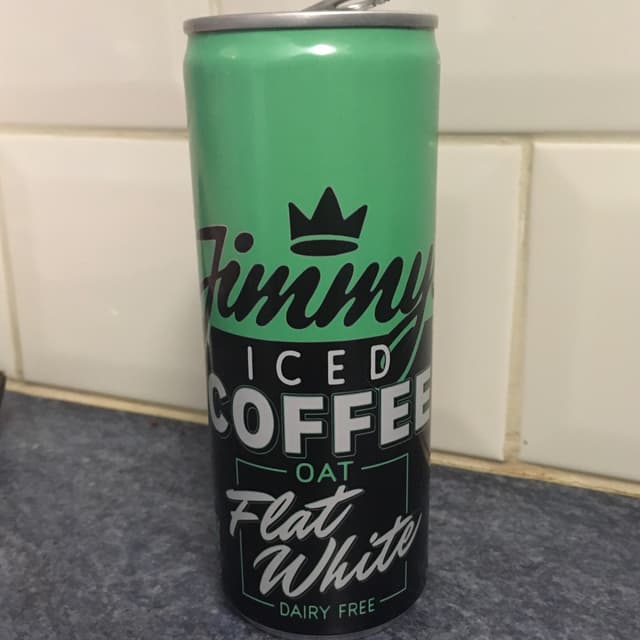 Jimmy's
ICED
COFFEE
OAT
Flat
White
DAIRY FREE